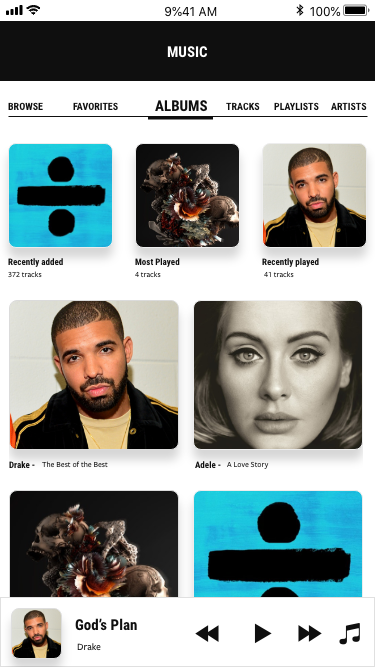 9%41 AM 100%
MUSIC
BROWSE FAVORITES ALBUMS TRACKS PLAYLISTS ARTISTS
Recently added Most Played Recently played
372 tracks 4 tracks 41 tracks
Drake - The Best of the Best Adele - A Love Story
God's Plan
Drake